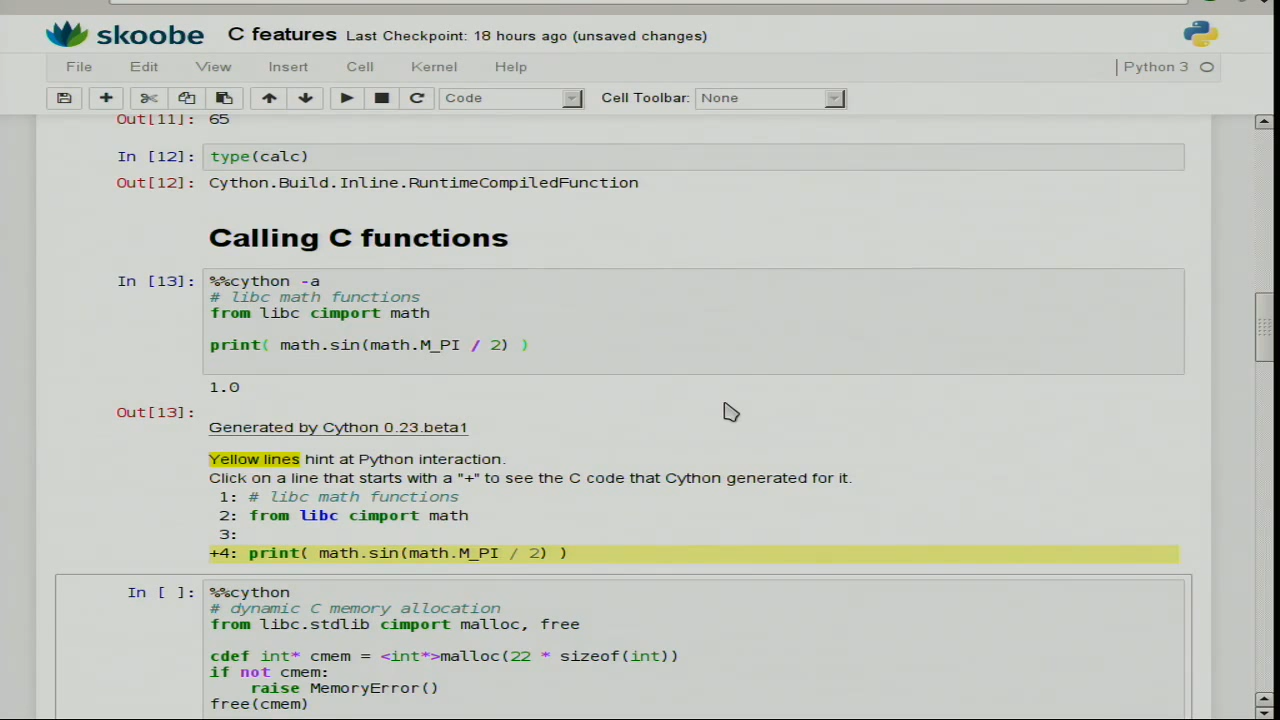 skoobe C features Last Checkpoint: 18 hours ago (unsaved changes)
File Edit View Insert Cell Kernel Help Python 3
Code Cell Toolbar: None
Out[11]: 65
In [12]: type(calc)
Out[12]: Cython.Build.Inline.RuntimeCompiledFunction
Calling C functions
In [13]: %%cython -a
# libc math functions
from libc cimport math
print( math.sin(math.M_PI / 2) )
1.0
Out[13]:
Generated by Cython 0.23.beta1
Yellow lines hint at Python interaction.
Click on a line that starts with a "+" to see the C code that Cython generated for it.
1: # libc math functions
2: from libc cimport math
3:
+4: print( math.sin(math.M_PI / 2) )
In [ ]: %%cython
# dynamic C memory allocation
from libc.stdlib cimport malloc, free
cdef int* cmem = <int*>malloc(22 * sizeof(int))
if not cmem:
raise MemoryError()
free(cmem)